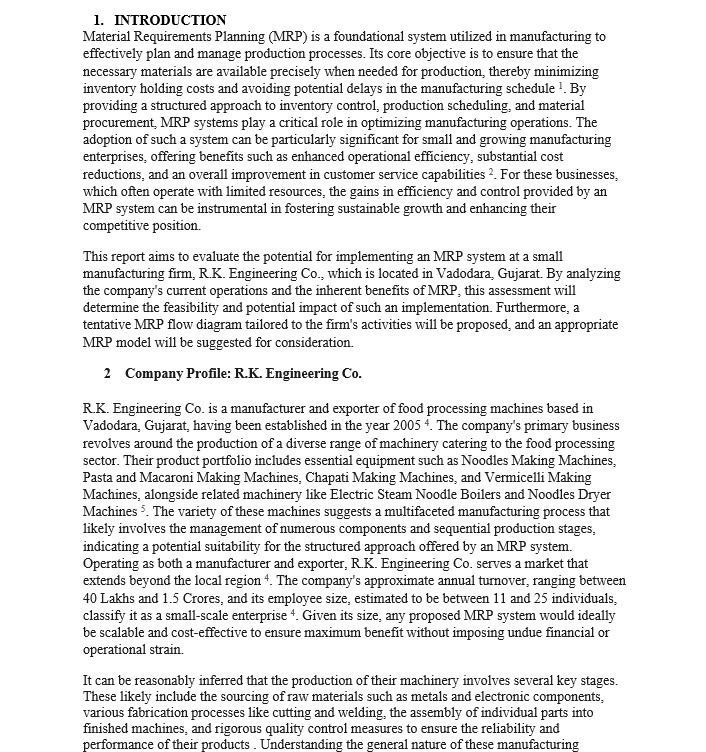 1. INTRODUCTION
Material Requirements Planning (MRP) is a foundational system utilized in manufacturing to
effectively plan and manage production processes. Its core objective is to ensure that the
necessary materials are available precisely when needed for production, thereby minimizing
inventory holding costs and avoiding potential delays in the manufacturing schedule ¹. By
providing a structured approach to inventory control, production scheduling, and material
procurement, MRP systems play a critical role in optimizing manufacturing operations. The
adoption of such a system can be particularly significant for small and growing manufacturing
enterprises, offering benefits such as enhanced operational efficiency, substantial cost
reductions, and an overall improvement in customer service capabilities ². For these businesses,
which often operate with limited resources, the gains in efficiency and control provided by an
MRP system can be instrumental in fostering sustainable growth and enhancing their
competitive position.
This report aims to evaluate the potential for implementing an MRP system at a small
manufacturing firm, R.K. Engineering Co., which is located in Vadodara, Gujarat. By analyzing
the company's current operations and the inherent benefits of MRP, this assessment will
determine the feasibility and potential impact of such an implementation. Furthermore, a
tentative MRP flow diagram tailored to the firm's activities will be proposed, and an appropriate
MRP model will be suggested for consideration.
2 Company Profile: R.K. Engineering Co.
R.K. Engineering Co. is a manufacturer and exporter of food processing machines based in
Vadodara, Gujarat, having been established in the year 2005 ⁴. The company's primary business
revolves around the production of a diverse range of machinery catering to the food processing
sector. Their product portfolio includes essential equipment such as Noodles Making Machines,
Pasta and Macaroni Making Machines, Chapati Making Machines, and Vermicelli Making
Machines, alongside related machinery like Electric Steam Noodle Boilers and Noodles Dryer
Machines ⁵. The variety of these machines suggests a multifaceted manufacturing process that
likely involves the management of numerous components and sequential production stages,
indicating a potential suitability for the structured approach offered by an MRP system.
Operating as both a manufacturer and exporter, R.K. Engineering Co. serves a market that
extends beyond the local region ⁴. The company's approximate annual turnover, ranging between
40 Lakhs and 1.5 Crores, and its employee size, estimated to be between 11 and 25 individuals,
classify it as a small-scale enterprise ⁴. Given its size, any proposed MRP system would ideally
be scalable and cost-effective to ensure maximum benefit without imposing undue financial or
operational strain.
It can be reasonably inferred that the production of their machinery involves several key stages.
These likely include the sourcing of raw materials such as metals and electronic components,
various fabrication processes like cutting and welding, the assembly of individual parts into
finished machines, and rigorous quality control measures to ensure the reliability and
performance of their products . Understanding the general nature of these manufacturing